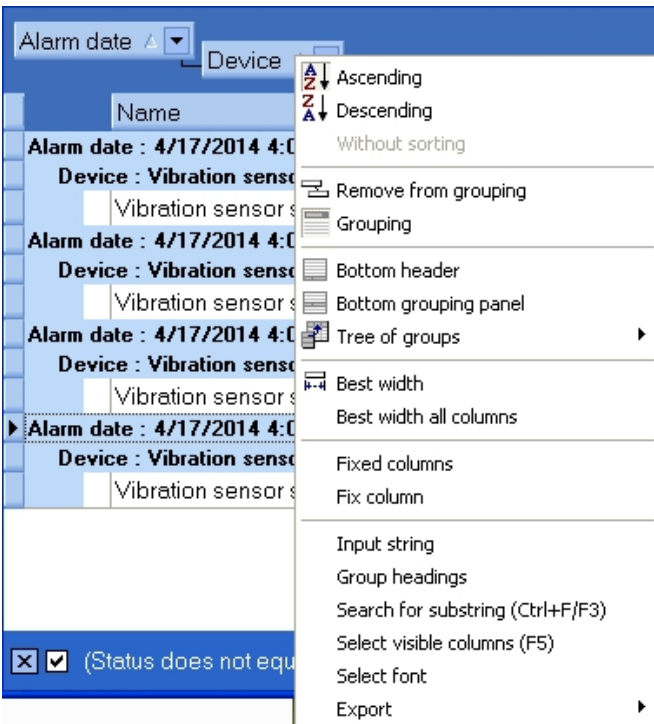 Alarm date
Device
Name
Alarm date : 4/17/2014 4:0
Device : Vibration senso
Vibration sensor s
Alarm date : 4/17/2014 4:0
Device : Vibration senso
Vibration sensor s
Alarm date : 4/17/2014 4:0
Device : Vibration senso
Vibration sensor s
Alarm date : 4/17/2014 4:0
Device : Vibration senso
Vibration sensor s
(Status does not equ
Ascending
Descending
Without sorting
Remove from grouping
Grouping
Bottom header
Bottom grouping panel
Tree of groups
Best width
Best width all columns
Fixed columns
Fix column
Input string
Group headings
Search for substring (Ctrl+F/F3)
Select visible columns (F5)
Select font
Export